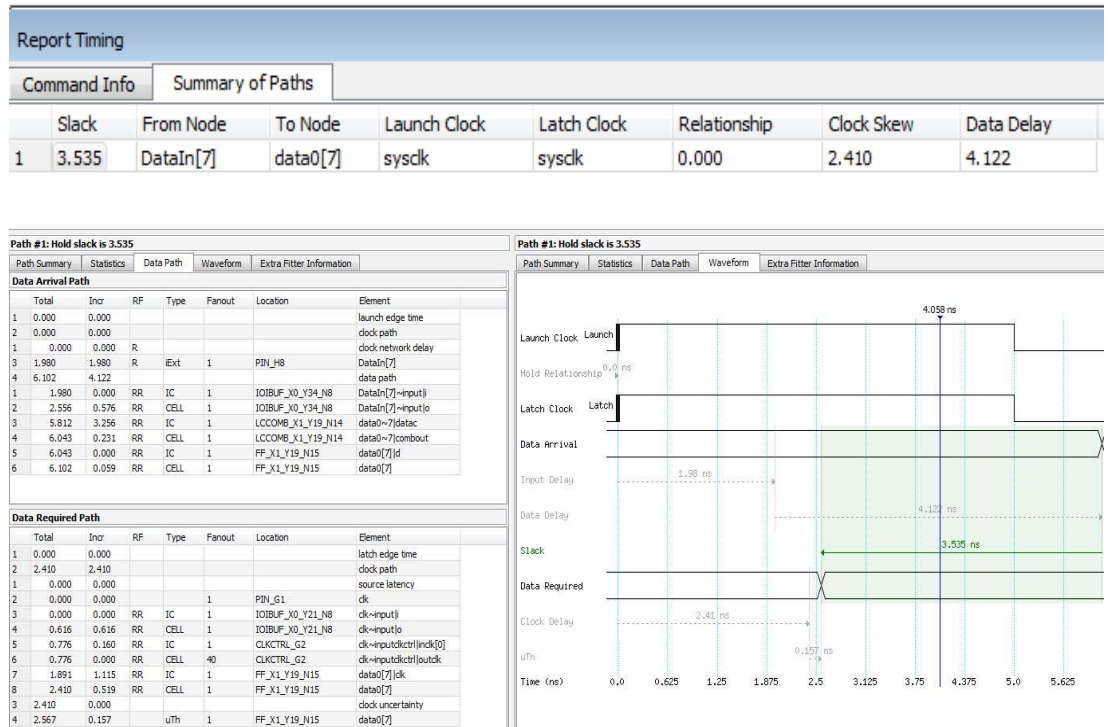 Report Timing
Command Info Summary of Paths
Slack From Node To Node Launch Clock Latch Clock Relationship Clock Skew Data Delay
1 3.535 DataIn[7] data0[7] sysclk sysclk 0.000 2.410 4.122
Path #1: Hold slack is 3.535
Path Summary Statistics Data Path Waveform Extra Fitter Information
Data Arrival Path
Total Incr RF Type Fanout Location Element
1 0.000 0.000 launch edge time
2 0.000 0.000 clock path
1 0.000 0.000 R clock network delay
3 1.980 1.980 R iExt 1 PIN_H8 DataIn[7]
4 6.102 4.122 data path
1 1.980 0.000 RR IC 1 IOIBUF_X0_Y34_N8 DataIn[7]~input|i
2 2.556 0.576 RR CELL 1 IOIBUF_X0_Y34_N8 DataIn[7]~input|o
3 5.812 3.256 RR IC 1 LCCOMB_X1_Y19_N14 data0~7|datac
4 6.043 0.231 RR CELL 1 LCCOMB_X1_Y19_N14 data0~7|combout
5 6.043 0.000 RR IC 1 FF_X1_Y19_N15 data0[7]|d
6 6.102 0.059 RR CELL 1 FF_X1_Y19_N15 data0[7]
Data Required Path
Total Incr RF Type Fanout Location Element
1 0.000 0.000 latch edge time
2 2.410 2.410 clock path
1 0.000 0.000 source latency
2 0.000 0.000 1 PIN_G1 clk
3 0.000 0.000 RR IC 1 IOIBUF_X0_Y21_N8 clk~input|i
4 0.616 0.616 RR CELL 1 IOIBUF_X0_Y21_N8 clk~input|o
5 0.776 0.160 RR IC 1 CLKCTRL_G2 clk~inputclkctrl|inclk[0]
6 0.776 0.000 RR CELL 40 CLKCTRL_G2 clk~inputclkctrl|outclk
7 1.891 1.115 RR IC 1 FF_X1_Y19_N15 data0[7]|clk
8 2.410 0.519 RR CELL 1 FF_X1_Y19_N15 data0[7]
3 2.410 0.000 clock uncertainty
4 2.567 0.157 uTh 1 FF_X1_Y19_N15 data0[7]
Path #1: Hold slack is 3.535
Path Summary Statistics Data Path Waveform Extra Fitter Information
4.058 ns
Launch Clock Launch
Hold Relationship 0.0 ns
Latch Clock Latch
Data Arrival
Input Delay 1.98 ns
Data Delay 4.122 ns
Slack 3.535 ns
Data Required
Clock Delay 2.41 ns
uTh 0.157 ns
Time (ns) 0.0 0.625 1.25 1.875 2.5 3.125 3.75 4.375 5.0 5.625